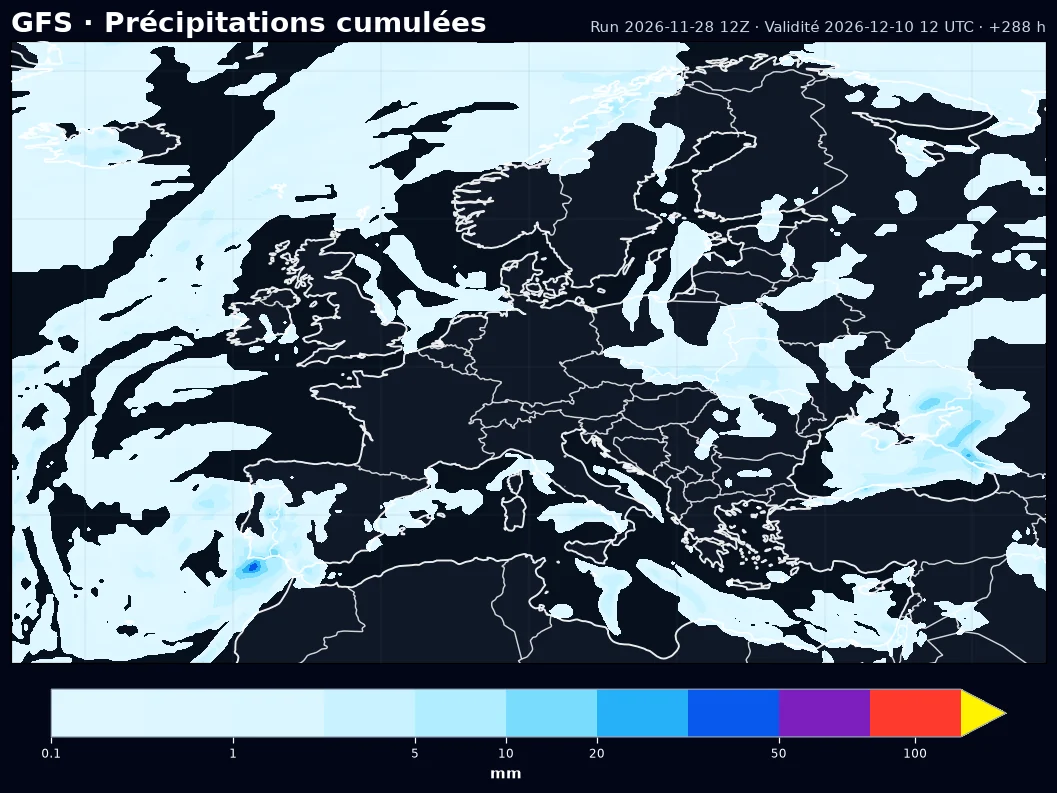 GFS · Précipitations cumulées
Run 2026-11-28 12Z · Validité 2026-12-10 12 UTC · +288 h
0.1 1 5 10 20 50 100
mm